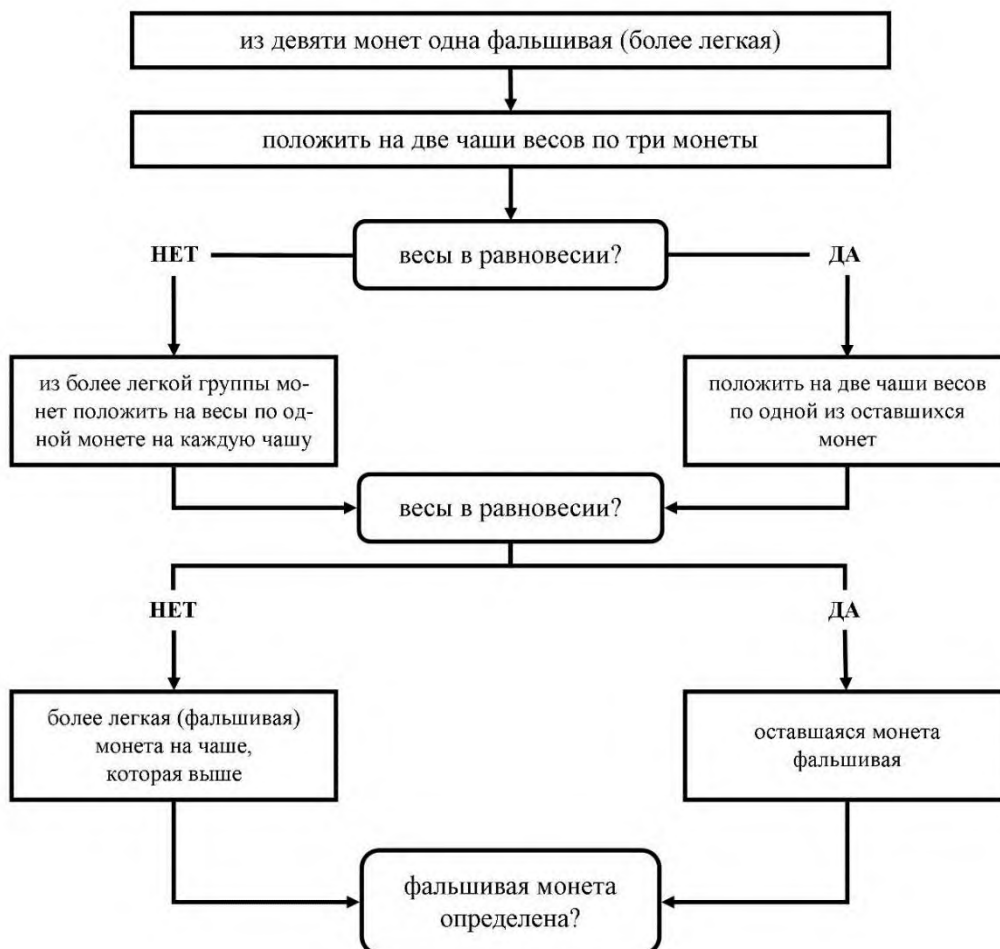 из девяти монет одна фальшивая (более легкая)
положить на две чаши весов по три монеты
весы в равновесии?
НЕТ
ДА
из более легкой группы мо-
нет положить на весы по од-
ной монете на каждую чашу
положить на две чаши весов
по одной из оставшихся
монет
весы в равновесии?
НЕТ
ДА
более легкая (фальшивая)
монета на чаше,
которая выше
оставшаяся монета
фальшивая
фальшивая монета
определена?